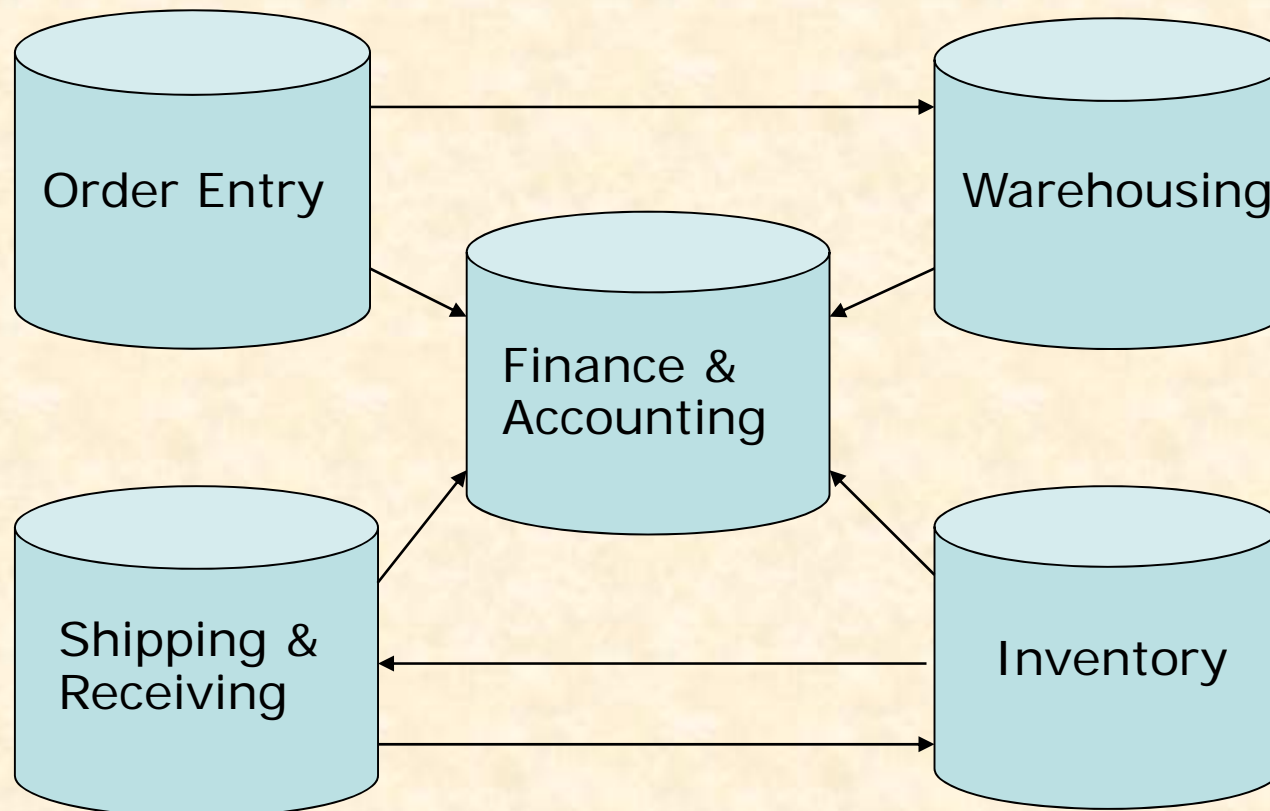 Order Entry
Warehousing
Finance &
Accounting
Shipping &
Receiving
Inventory